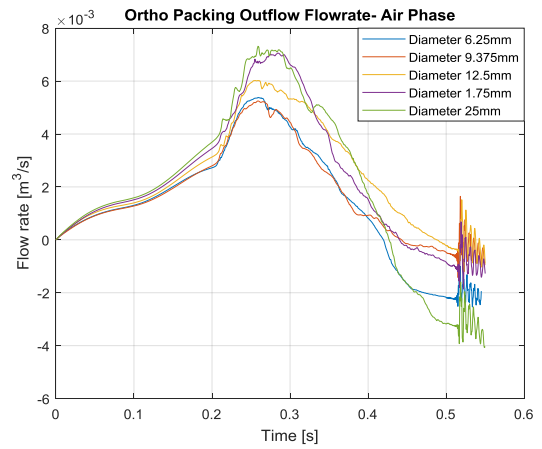 Ortho Packing Outflow Flowrate- Air Phase
×10⁻³
Flow rate [m³/s]
8
6
4
2
0
-2
-4
-6
Diameter 6.25mm
Diameter 9.375mm
Diameter 12.5mm
Diameter 1.75mm
Diameter 25mm
0 0.1 0.2 0.3 0.4 0.5 0.6
Time [s]